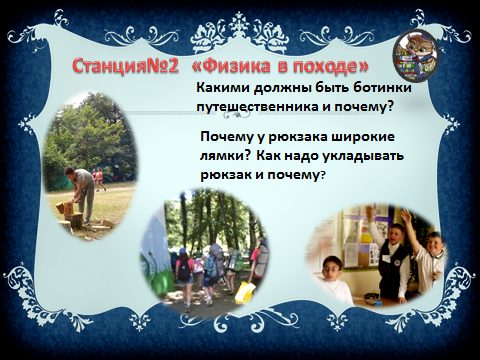 Станция№2 «Физика в походе»
Какими должны быть ботинки
путешественника и почему?
Почему у рюкзака широкие
лямки? Как надо укладывать
рюкзак и почему?